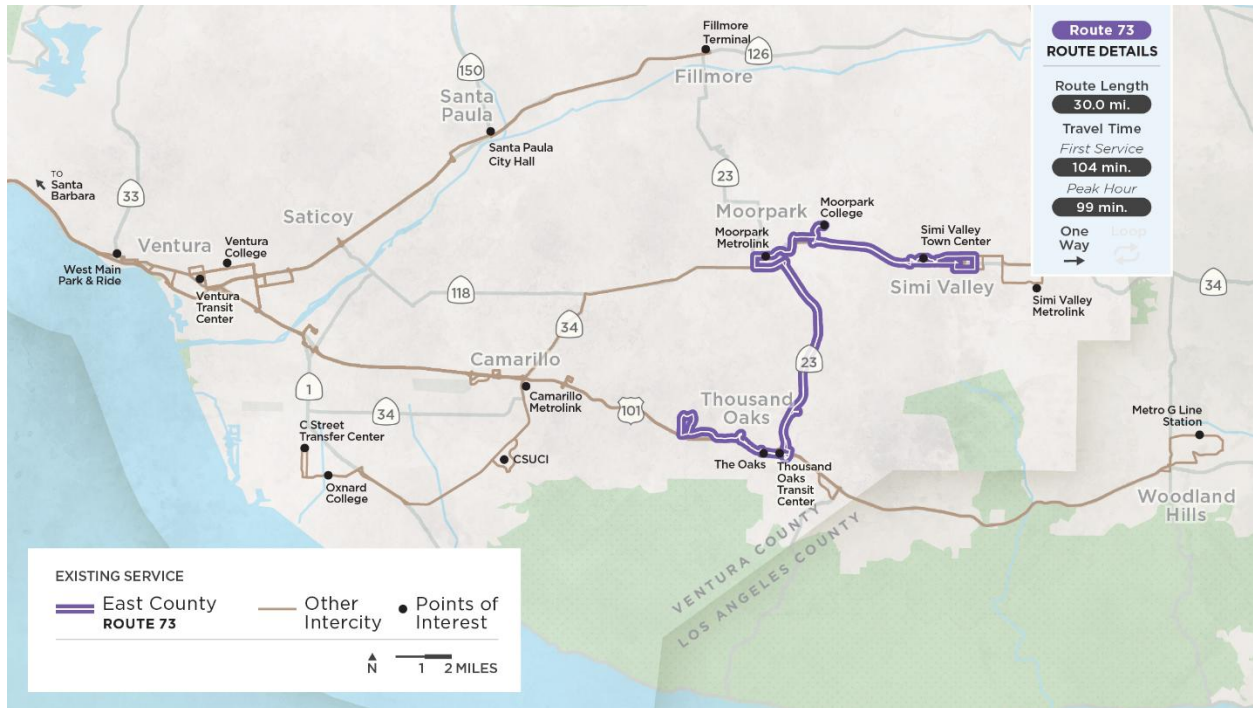 Route 73
ROUTE DETAILS
Route Length
30.0 mi.
Travel Time
First Service
104 min.
Peak Hour
99 min.
One
Way
Loop
Fillmore
Terminal
126
Fillmore
150
Santa
Paula
Santa Paula
City Hall
TO
Santa
Barbara
33
23
Saticoy
Moorpark
Moorpark
College
Moorpark
Metrolink
Simi Valley
Town Center
Ventura
Ventura
College
West Main
Park & Ride
Ventura
Transit
Center
118
Simi Valley
Simi Valley
Metrolink
34
34
Camarillo
23
1
Camarillo
Metrolink
101
Thousand
Oaks
34
C Street
Transfer Center
Metro G Line
Station
CSUCI
The Oaks
Thousand
Oaks
Transit
Center
Oxnard
College
Woodland
Hills
VENTURA COUNTY
LOS ANGELES COUNTY
EXISTING SERVICE
East County
ROUTE 73
Other
Intercity
Points of
Interest
N
1 2 MILES